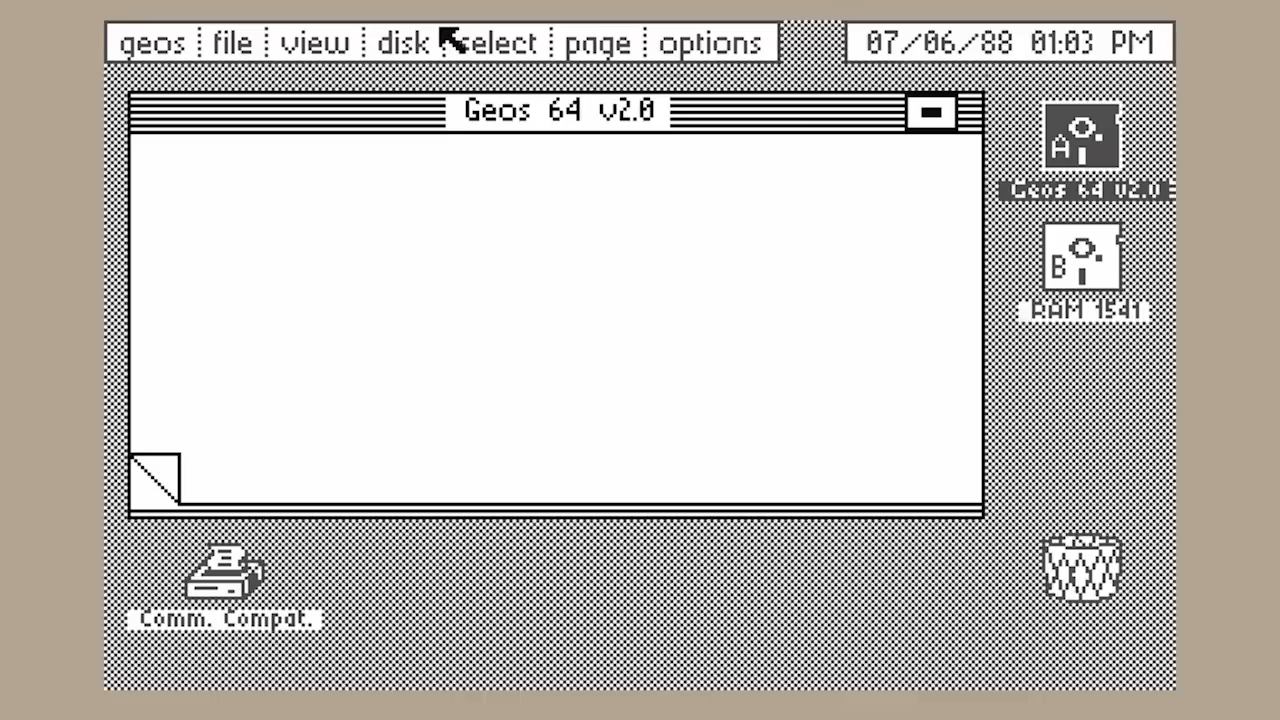 geos file view disk select page options 07/06/88 01:03 PM
Geos 64 v2.0
A
Geos 64 v2.0
B
RAM 1541
Comm. Compat.